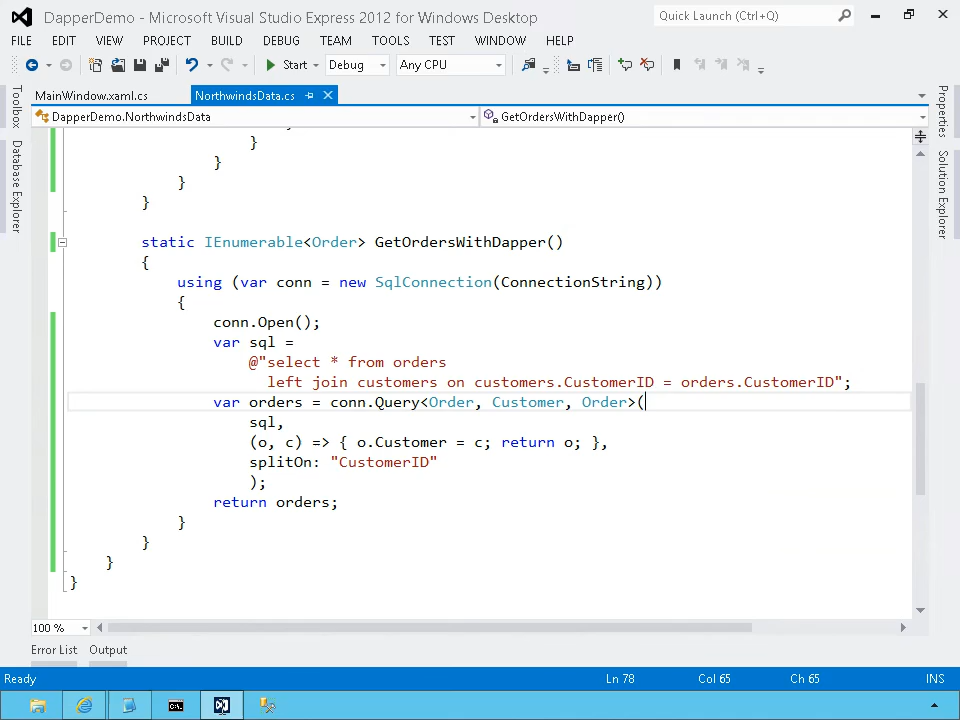 DapperDemo - Microsoft Visual Studio Express 2012 for Windows Desktop
Quick Launch (Ctrl+Q)
FILE EDIT VIEW PROJECT BUILD DEBUG TEAM TOOLS TEST WINDOW HELP
Start Debug Any CPU
Toolbox
Database Explorer
MainWindow.xaml.cs NorthwindsData.cs
DapperDemo.NorthwindsData GetOrdersWithDapper()
}
}
}
}
static IEnumerable<Order> GetOrdersWithDapper()
{
using (var conn = new SqlConnection(ConnectionString))
{
conn.Open();
var sql =
@"select * from orders
left join customers on customers.CustomerID = orders.CustomerID";
var orders = conn.Query<Order, Customer, Order>(
sql,
(o, c) => { o.Customer = c; return o; },
splitOn: "CustomerID"
);
return orders;
}
}
}
}
Properties
Solution Explorer
100 %
Error List Output
Ready Ln 78 Col 65 Ch 65 INS